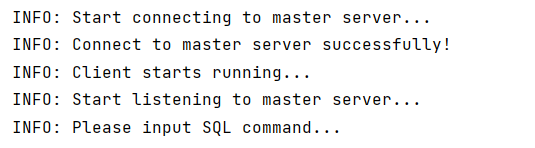 INFO: Start connecting to master server...
INFO: Connect to master server successfully!
INFO: Client starts running...
INFO: Start listening to master server...
INFO: Please input SQL command...